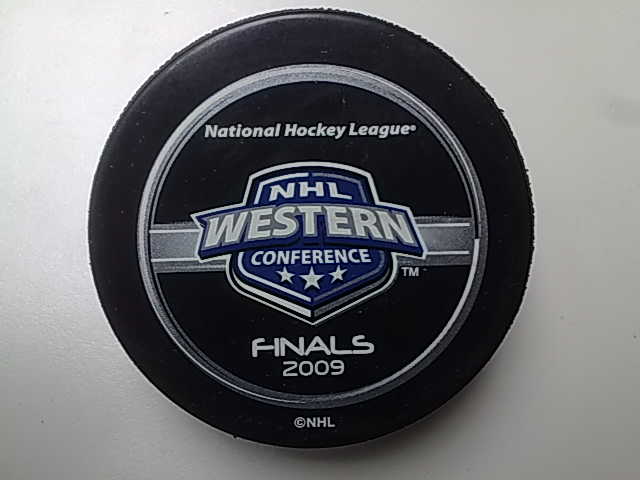 National Hockey League®
NHL
WESTERN
CONFERENCE
TM
FINALS
2009
©NHL